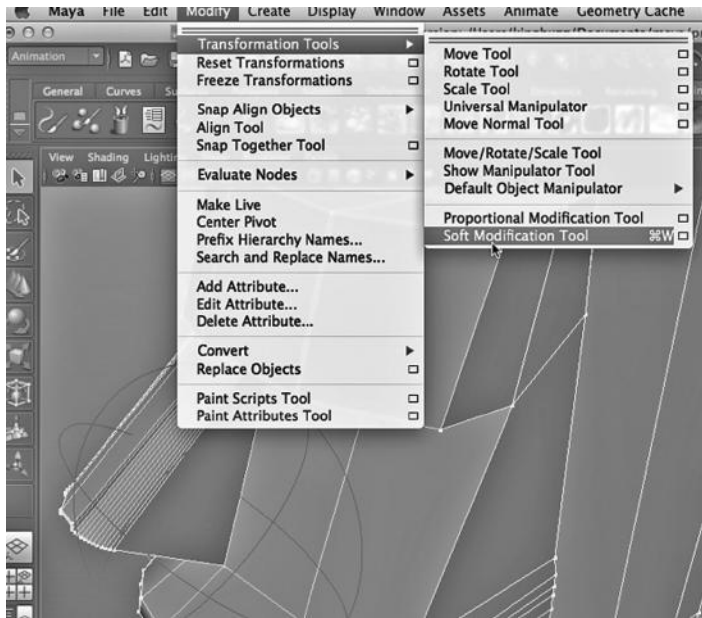 Maya File Edit Modify Create Display Window Assets Animate Geometry Cache
Animation
General Curves
View Shading
Transformation Tools
Reset Transformations
Freeze Transformations
Snap Align Objects
Align Tool
Snap Together Tool
Evaluate Nodes
Make Live
Center Pivot
Prefix Hierarchy Names...
Search and Replace Names...
Add Attribute...
Edit Attribute...
Delete Attribute...
Convert
Replace Objects
Paint Scripts Tool
Paint Attributes Tool
Move Tool
Rotate Tool
Scale Tool
Universal Manipulator
Move Normal Tool
Move/Rotate/Scale Tool
Show Manipulator Tool
Default Object Manipulator
Proportional Modification Tool
Soft Modification Tool ⌘W